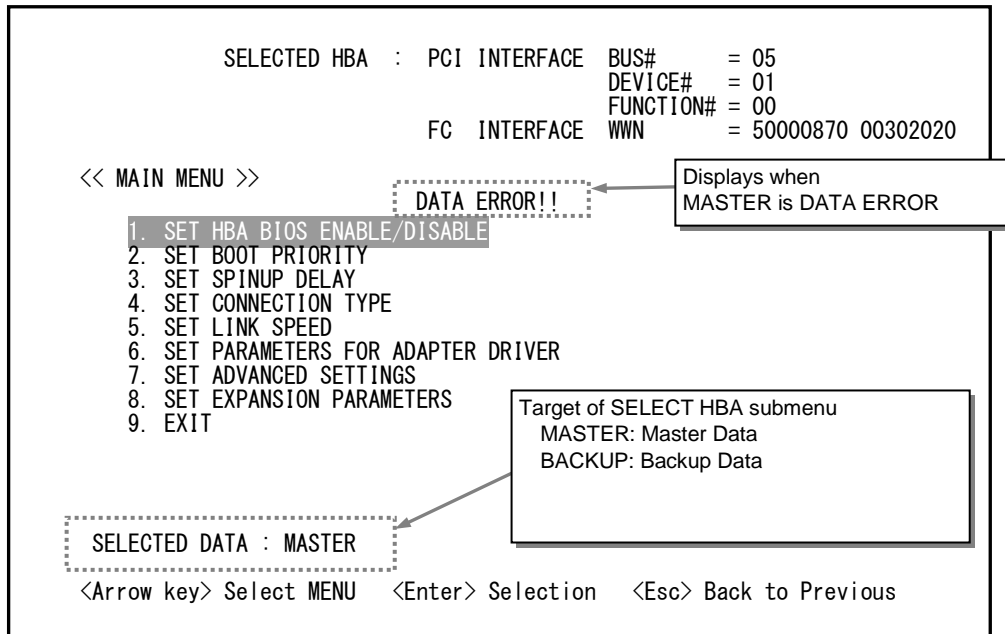 SELECTED HBA : PCI INTERFACE BUS# = 05
DEVICE# = 01
FUNCTION# = 00
FC INTERFACE WWN = 50000870 00302020
<< MAIN MENU >>
DATA ERROR!!
Displays when
MASTER is DATA ERROR
1. SET HBA BIOS ENABLE/DISABLE
2. SET BOOT PRIORITY
3. SET SPINUP DELAY
4. SET CONNECTION TYPE
5. SET LINK SPEED
6. SET PARAMETERS FOR ADAPTER DRIVER
7. SET ADVANCED SETTINGS
8. SET EXPANSION PARAMETERS
9. EXIT
Target of SELECT HBA submenu
MASTER: Master Data
BACKUP: Backup Data
SELECTED DATA : MASTER
<Arrow key> Select MENU <Enter> Selection <Esc> Back to Previous